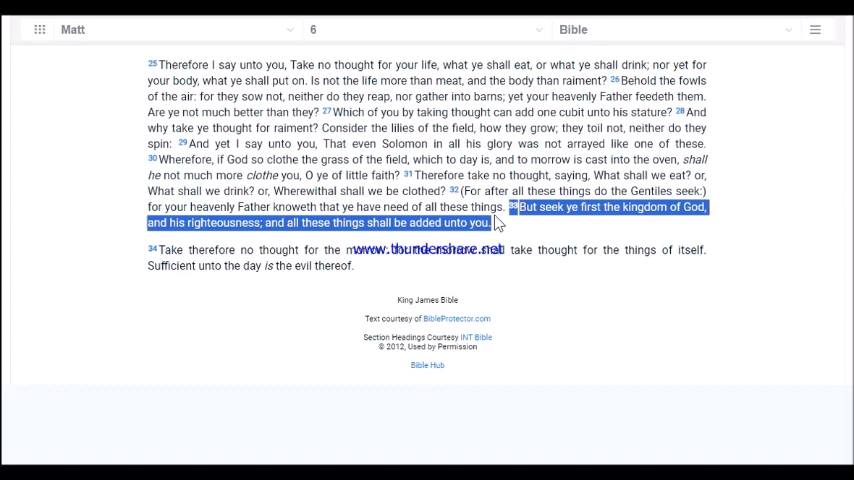 Matt 6 Bible
25Therefore I say unto you, Take no thought for your life, what ye shall eat, or what ye shall drink; nor yet for
your body, what ye shall put on. Is not the life more than meat, and the body than raiment? 26Behold the fowls
of the air: for they sow not, neither do they reap, nor gather into barns; yet your heavenly Father feedeth them.
Are ye not much better than they? 27Which of you by taking thought can add one cubit unto his stature? 28And
why take ye thought for raiment? Consider the lilies of the field, how they grow; they toil not, neither do they
spin: 29And yet I say unto you, That even Solomon in all his glory was not arrayed like one of these.
30Wherefore, if God so clothe the grass of the field, which to day is, and to morrow is cast into the oven, shall
he not much more clothe you, O ye of little faith? 31Therefore take no thought, saying, What shall we eat? or,
What shall we drink? or, Wherewithal shall we be clothed? 32(For after all these things do the Gentiles seek:)
for your heavenly Father knoweth that ye have need of all these things. 33But seek ye first the kingdom of God,
and his righteousness; and all these things shall be added unto you.
34Take therefore no thought for the shall take thought for the things of itself.
www.thundershare.net
Sufficient unto the day is the evil thereof.
King James Bible
Text courtesy of BibleProtector.com
Section Headings Courtesy INT Bible
© 2012, Used by Permission
Bible Hub